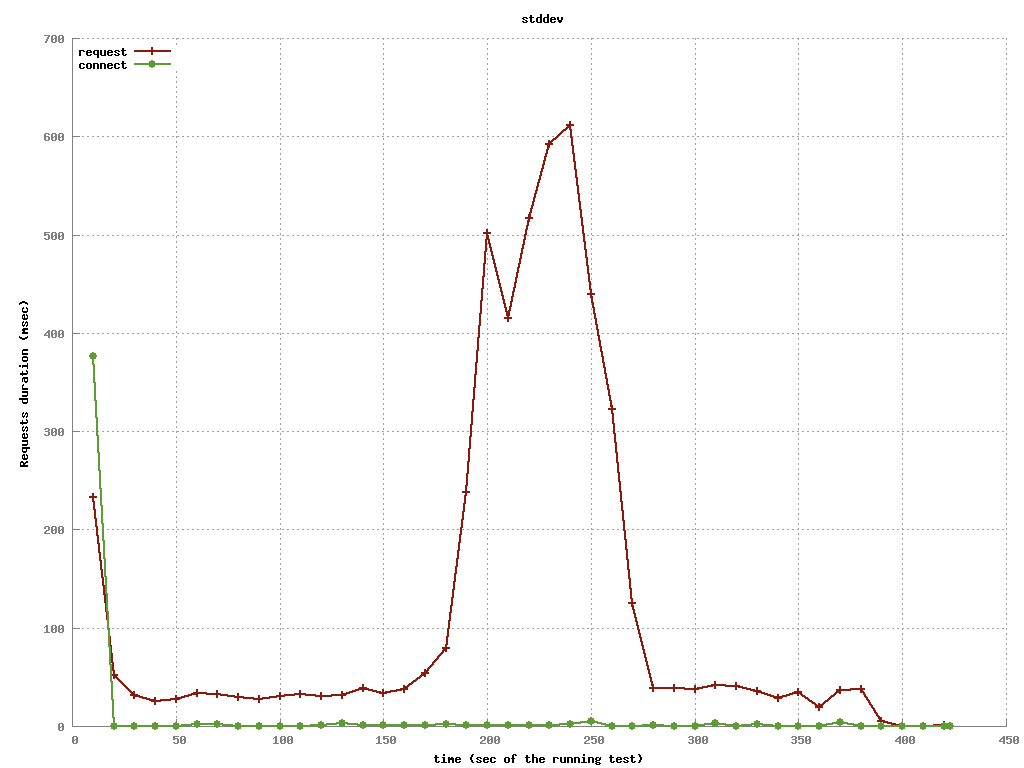 stddev
700
request
connect
600
500
400
300
200
100
0
Requests duration (msec)
0 50 100 150 200 250 300 350 400 450
time (sec of the running test)